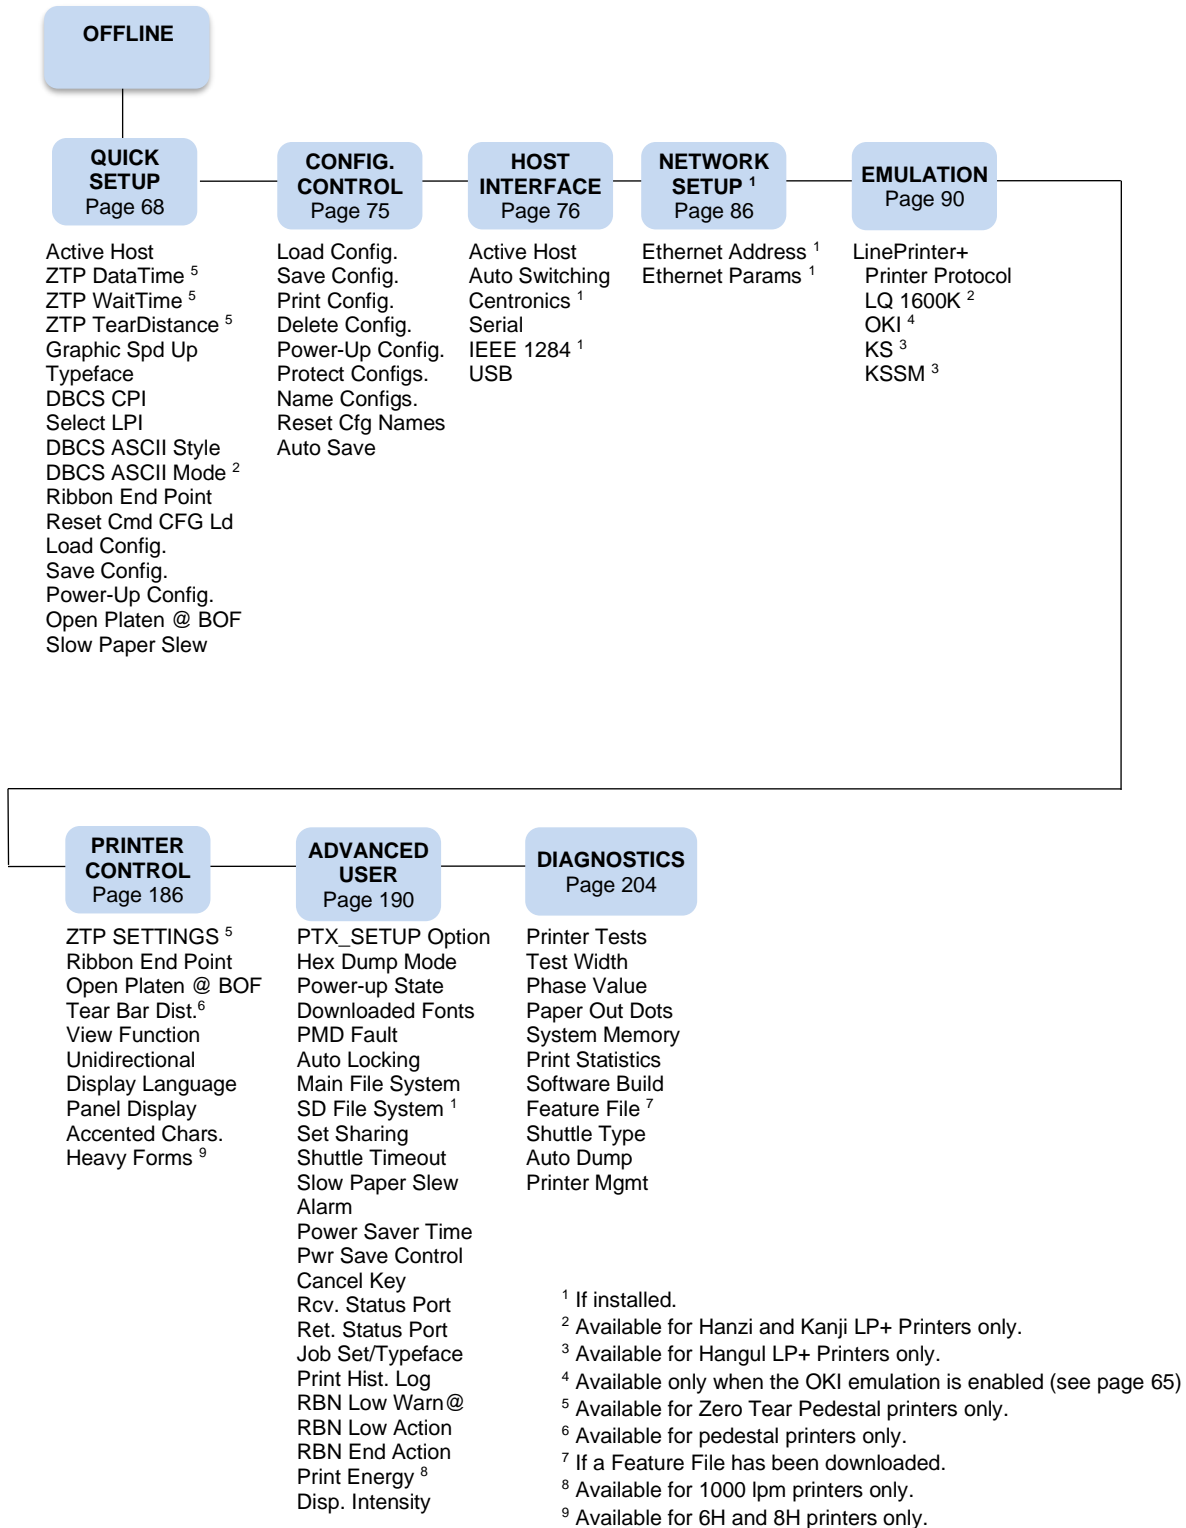 OFFLINE
QUICK
SETUP
Page 68
CONFIG.
CONTROL
Page 75
HOST
INTERFACE
Page 76
NETWORK
SETUP ¹
Page 86
EMULATION
Page 90
Active Host
ZTP DataTime ⁵
ZTP WaitTime ⁵
ZTP TearDistance ⁵
Graphic Spd Up
Typeface
DBCS CPI
Select LPI
DBCS ASCII Style
DBCS ASCII Mode ²
Ribbon End Point
Reset Cmd CFG Ld
Load Config.
Save Config.
Power-Up Config.
Open Platen @ BOF
Slow Paper Slew
Load Config.
Save Config.
Print Config.
Delete Config.
Power-Up Config.
Protect Configs.
Name Configs.
Reset Cfg Names
Auto Save
Active Host
Auto Switching
Centronics ¹
Serial
IEEE 1284 ¹
USB
Ethernet Address ¹
Ethernet Params ¹
LinePrinter+
Printer Protocol
LQ 1600K ²
OKI ⁴
KS ³
KSSM ³
PRINTER
CONTROL
Page 186
ADVANCED
USER
Page 190
DIAGNOSTICS
Page 204
ZTP SETTINGS ⁵
Ribbon End Point
Open Platen @ BOF
Tear Bar Dist.⁶
View Function
Unidirectional
Display Language
Panel Display
Accented Chars.
Heavy Forms ⁹
PTX_SETUP Option
Hex Dump Mode
Power-up State
Downloaded Fonts
PMD Fault
Auto Locking
Main File System
SD File System ¹
Set Sharing
Shuttle Timeout
Slow Paper Slew
Alarm
Power Saver Time
Pwr Save Control
Cancel Key
Rcv. Status Port
Ret. Status Port
Job Set/Typeface
Print Hist. Log
RBN Low Warn@
RBN Low Action
RBN End Action
Print Energy ⁸
Disp. Intensity
Printer Tests
Test Width
Phase Value
Paper Out Dots
System Memory
Print Statistics
Software Build
Feature File ⁷
Shuttle Type
Auto Dump
Printer Mgmt
¹ If installed.
² Available for Hanzi and Kanji LP+ Printers only.
³ Available for Hangul LP+ Printers only.
⁴ Available only when the OKI emulation is enabled (see page 65)
⁵ Available for Zero Tear Pedestal printers only.
⁶ Available for pedestal printers only.
⁷ If a Feature File has been downloaded.
⁸ Available for 1000 lpm printers only.
⁹ Available for 6H and 8H printers only.